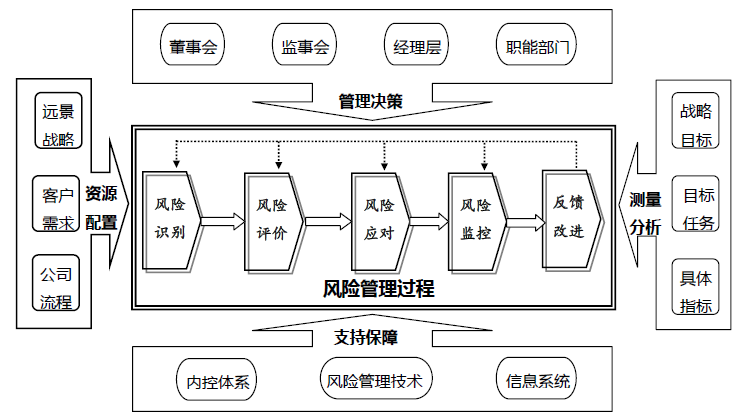 董事会
监事会
经理层
职能部门
管理决策
远景
战略
客户
需求
公司
流程
资源
配置
风险
识别
风险
评价
风险
应对
风险
监控
反馈
改进
风险管理过程
测量
分析
战略
目标
目标
任务
具体
指标
支持保障
内控体系
风险管理技术
信息系统